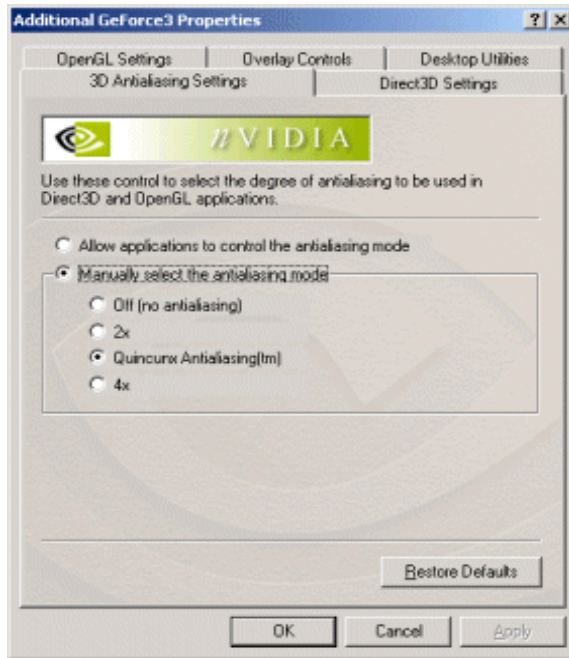 Additional GeForce3 Properties
OpenGL Settings
Overlay Controls
Desktop Utilities
3D Antialiasing Settings
Direct3D Settings
nVIDIA
Use these control to select the degree of antialiasing to be used in
Direct3D and OpenGL applications.
Allow applications to control the antialiasing mode
Manually select the antialiasing mode
Off (no antialiasing)
2x
Quincunx Antialiasing(tm)
4x
Restore Defaults
OK
Cancel
Apply